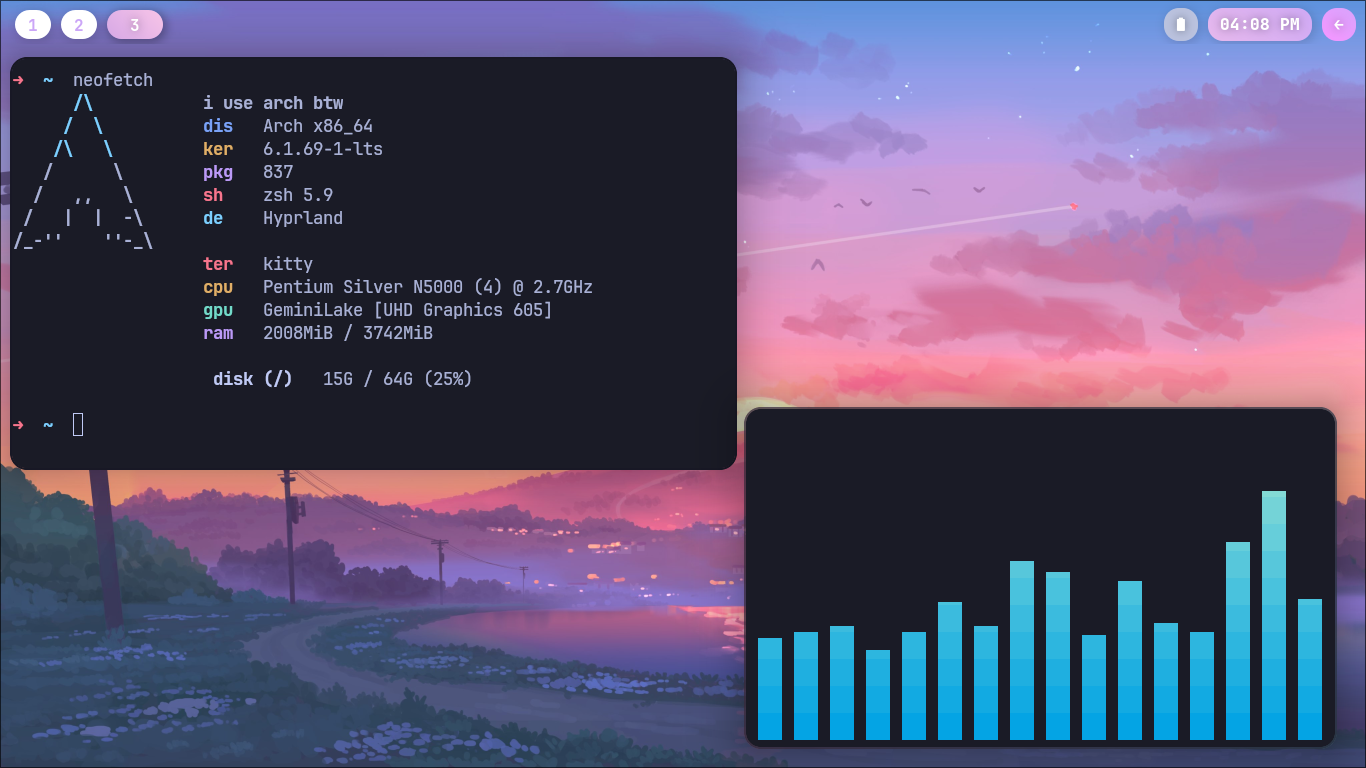 1 2 3
04:08 PM
➜ ~ neofetch
i use arch btw
dis Arch x86_64
ker 6.1.69-1-lts
pkg 837
sh zsh 5.9
de Hyprland
ter kitty
cpu Pentium Silver N5000 (4) @ 2.7GHz
gpu GeminiLake [UHD Graphics 605]
ram 2008MiB / 3742MiB
disk (/) 15G / 64G (25%)
➜ ~